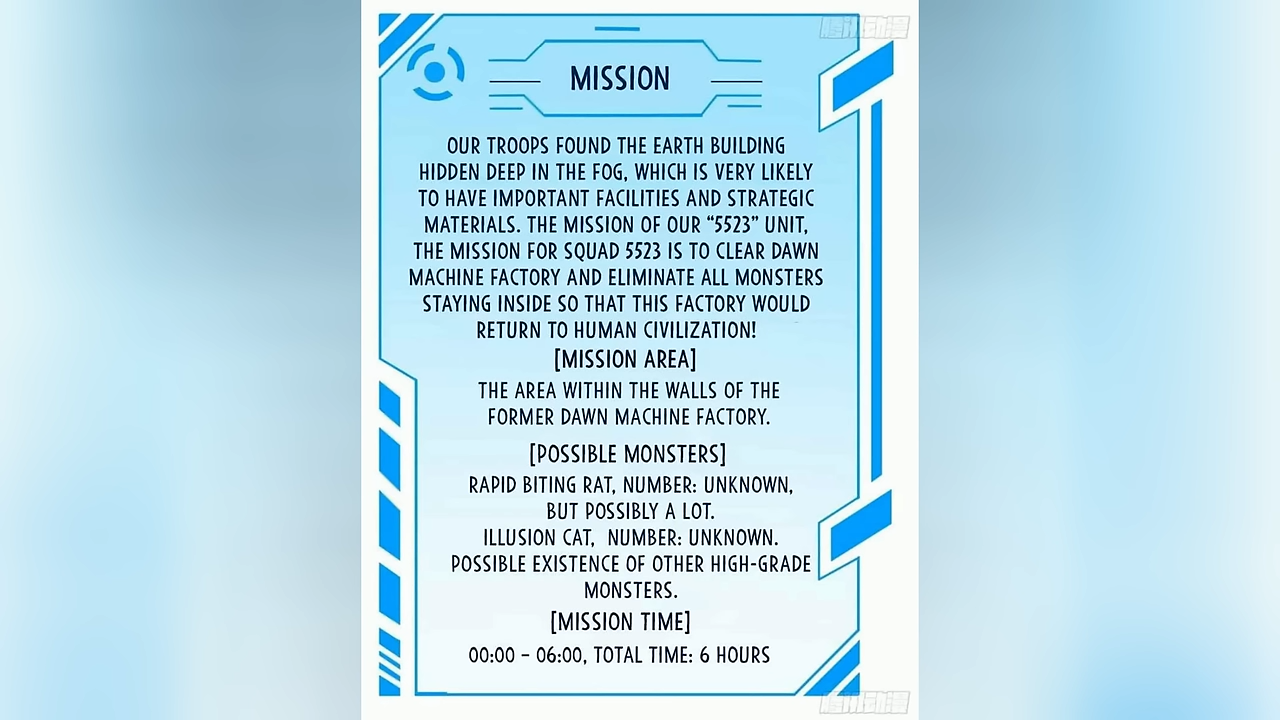 MISSION
OUR TROOPS FOUND THE EARTH BUILDING
HIDDEN DEEP IN THE FOG, WHICH IS VERY LIKELY
TO HAVE IMPORTANT FACILITIES AND STRATEGIC
MATERIALS. THE MISSION OF OUR “5523” UNIT,
THE MISSION FOR SQUAD 5523 IS TO CLEAR DAWN
MACHINE FACTORY AND ELIMINATE ALL MONSTERS
STAYING INSIDE SO THAT THIS FACTORY WOULD
RETURN TO HUMAN CIVILIZATION!
[MISSION AREA]
THE AREA WITHIN THE WALLS OF THE
FORMER DAWN MACHINE FACTORY.
[POSSIBLE MONSTERS]
RAPID BITING RAT, NUMBER: UNKNOWN,
BUT POSSIBLY A LOT.
ILLUSION CAT, NUMBER: UNKNOWN.
POSSIBLE EXISTENCE OF OTHER HIGH-GRADE
MONSTERS.
[MISSION TIME]
00:00 – 06:00, TOTAL TIME: 6 HOURS